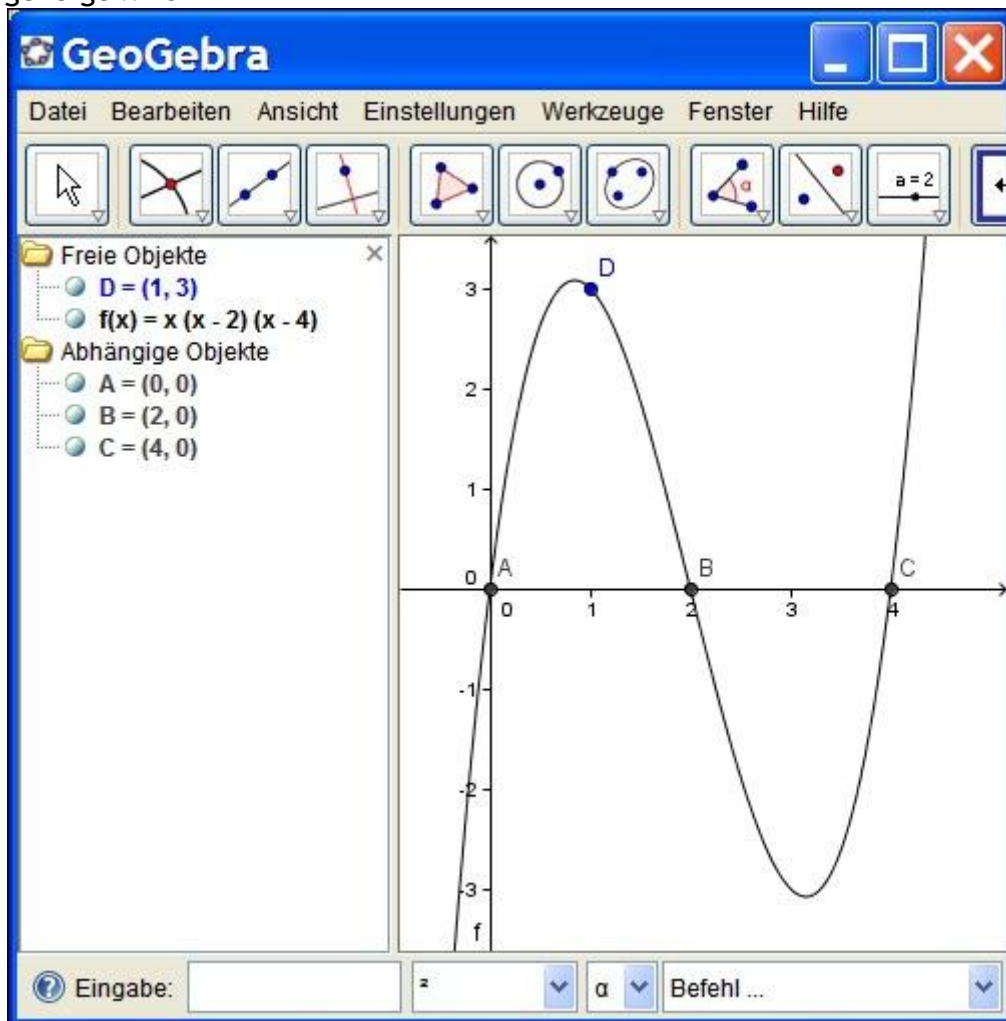 GeoGebra
Datei Bearbeiten Ansicht Einstellungen Werkzeuge Fenster Hilfe
α a = 2
Freie Objekte
D = (1, 3)
f(x) = x (x - 2) (x - 4)
Abhängige Objekte
A = (0, 0)
B = (2, 0)
C = (4, 0)
D
3
2
1
0 A B C
0 1 2 3 4
-1
-2
-3
f
Eingabe: ² α Befehl ...